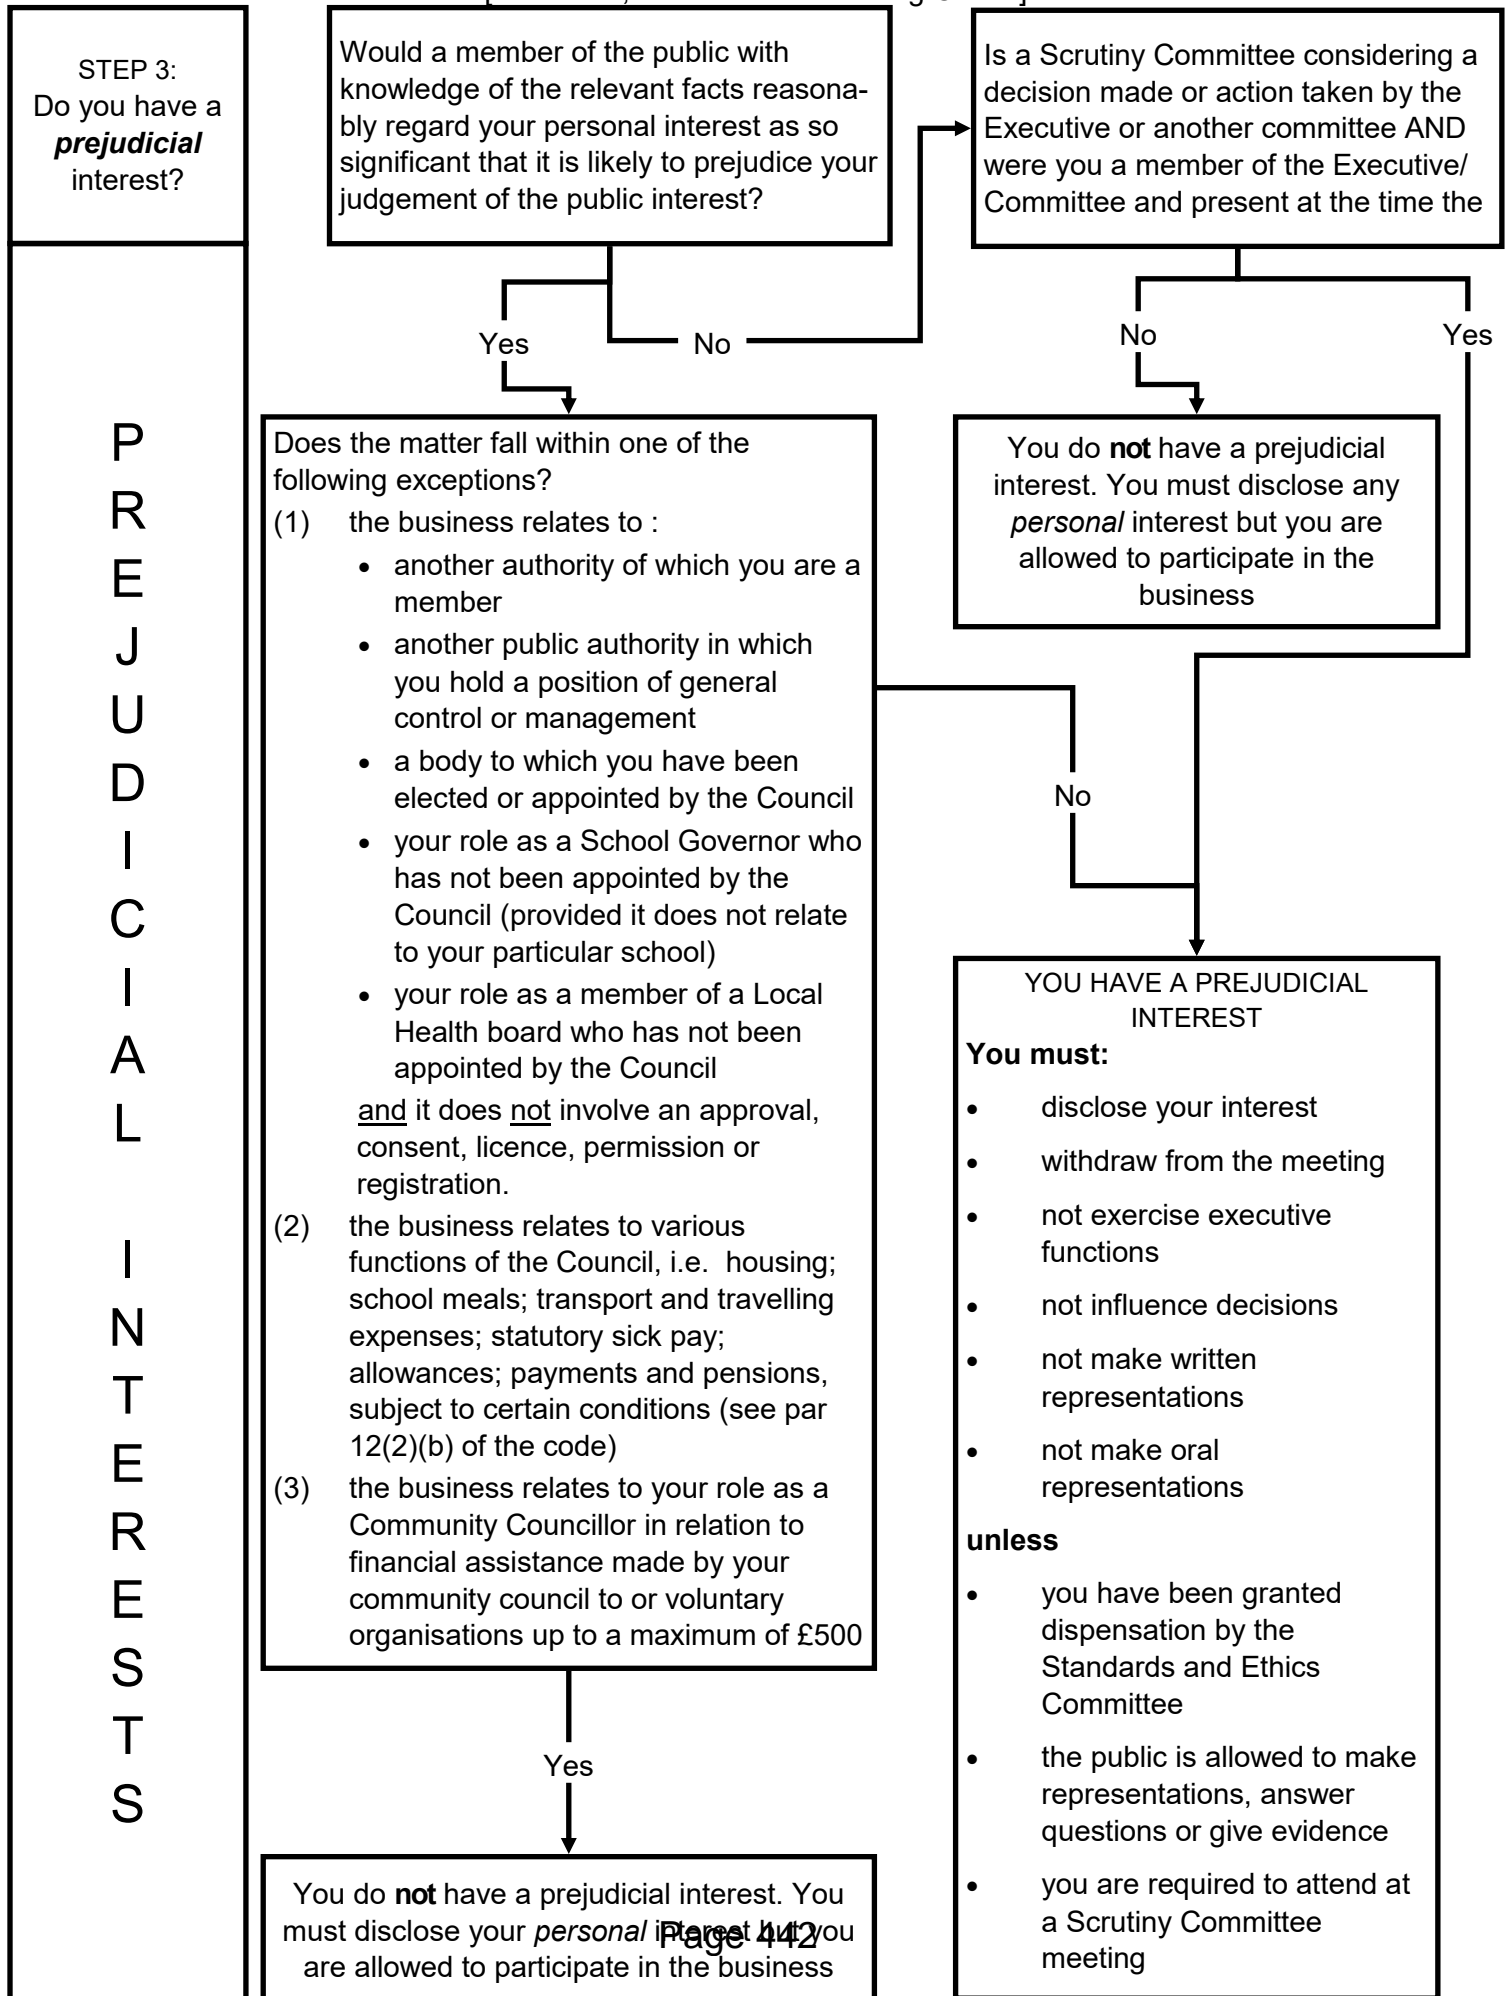 STEP 3:
Do you have a
prejudicial
interest?
P
R
E
J
U
D
I
C
I
A
L
I
N
T
E
R
E
S
T
S
Would a member of the public with
knowledge of the relevant facts reasona-
bly regard your personal interest as so
significant that it is likely to prejudice your
judgement of the public interest?
Yes
No
Is a Scrutiny Committee considering a
decision made or action taken by the
Executive or another committee AND
were you a member of the Executive/
Committee and present at the time the
No
Yes
Does the matter fall within one of the
following exceptions?
(1) the business relates to :
• another authority of which you are a
member
• another public authority in which
you hold a position of general
control or management
• a body to which you have been
elected or appointed by the Council
• your role as a School Governor who
has not been appointed by the
Council (provided it does not relate
to your particular school)
• your role as a member of a Local
Health board who has not been
appointed by the Council
and it does not involve an approval,
consent, licence, permission or
registration.
(2) the business relates to various
functions of the Council, i.e. housing;
school meals; transport and travelling
expenses; statutory sick pay;
allowances; payments and pensions,
subject to certain conditions (see par
12(2)(b) of the code)
(3) the business relates to your role as a
Community Councillor in relation to
financial assistance made by your
community council to or voluntary
organisations up to a maximum of £500
Yes
You do not have a prejudicial interest. You
must disclose your personal interest but you
are allowed to participate in the business
You do not have a prejudicial
interest. You must disclose any
personal interest but you are
allowed to participate in the
business
No
YOU HAVE A PREJUDICIAL
INTEREST
You must:
• disclose your interest
• withdraw from the meeting
• not exercise executive
functions
• not influence decisions
• not make written
representations
• not make oral
representations
unless
• you have been granted
dispensation by the
Standards and Ethics
Committee
• the public is allowed to make
representations, answer
questions or give evidence
• you are required to attend at
a Scrutiny Committee
meeting
Page 442